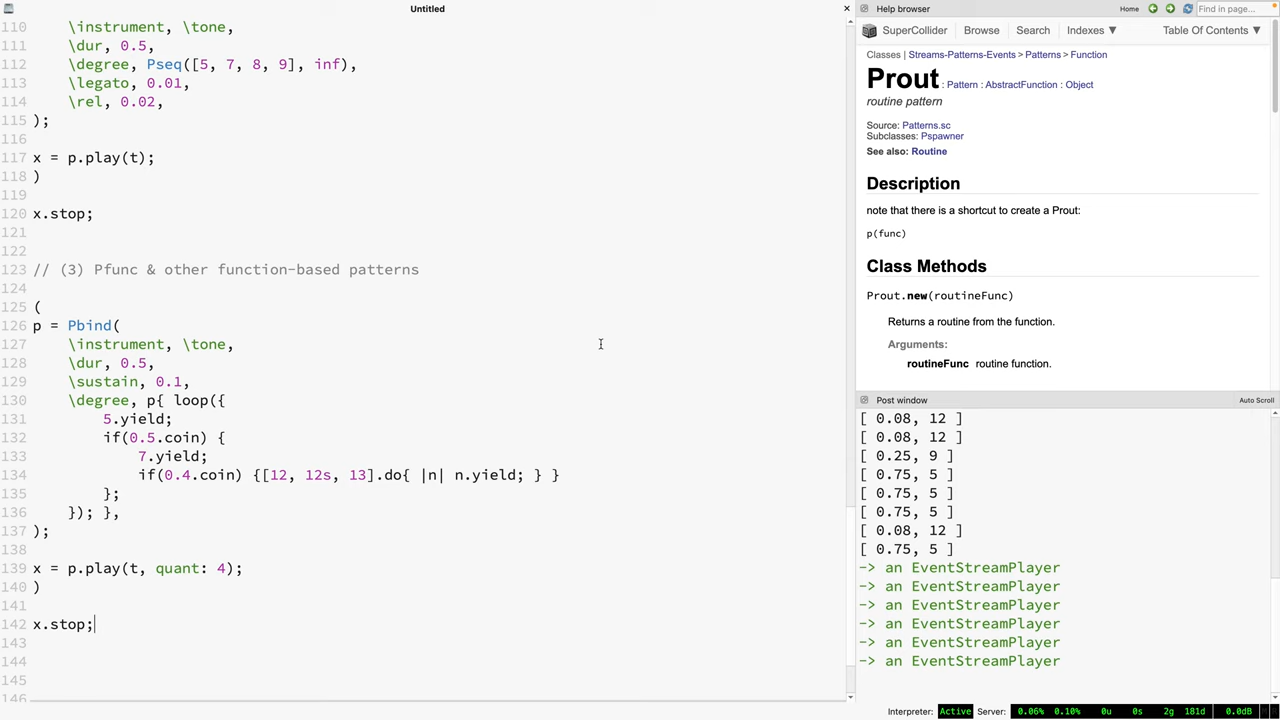 Untitled
110 \instrument, \tone,
111 \dur, 0.5,
112 \degree, Pseq([5, 7, 8, 9], inf),
113 \legato, 0.01,
114 \rel, 0.02,
115 );
116
117 x = p.play(t);
118 )
119
120 x.stop;
121
122
123 // (3) Pfunc & other function-based patterns
124
125 (
126 p = Pbind(
127 \instrument, \tone,
128 \dur, 0.5,
129 \sustain, 0.1,
130 \degree, p{ loop({
131 5.yield;
132 if(0.5.coin) {
133 7.yield;
134 if(0.4.coin) {[12, 12s, 13].do{ |n| n.yield; } }
135 };
136 }); },
137 );
138
139 x = p.play(t, quant: 4);
140 )
141
142 x.stop;
143
144
145
146
Help browser
Home
Find in page...
SuperCollider Browse Search Indexes ▼ Table Of Contents ▼
Classes | Streams-Patterns-Events > Patterns > Function
Prout : Pattern : AbstractFunction : Object
routine pattern
Source: Patterns.sc
Subclasses: Pspawner
See also: Routine
Description
note that there is a shortcut to create a Prout:
p(func)
Class Methods
Prout.new(routineFunc)
Returns a routine from the function.
Arguments:
routineFunc routine function.
Post window
Auto Scroll
[ 0.08, 12 ]
[ 0.08, 12 ]
[ 0.25, 9 ]
[ 0.75, 5 ]
[ 0.75, 5 ]
[ 0.75, 5 ]
[ 0.08, 12 ]
[ 0.75, 5 ]
-> an EventStreamPlayer
-> an EventStreamPlayer
-> an EventStreamPlayer
-> an EventStreamPlayer
-> an EventStreamPlayer
-> an EventStreamPlayer
Interpreter: Active Server: 0.06% 0.10% 0u 0s 2g 181d 0.0dB